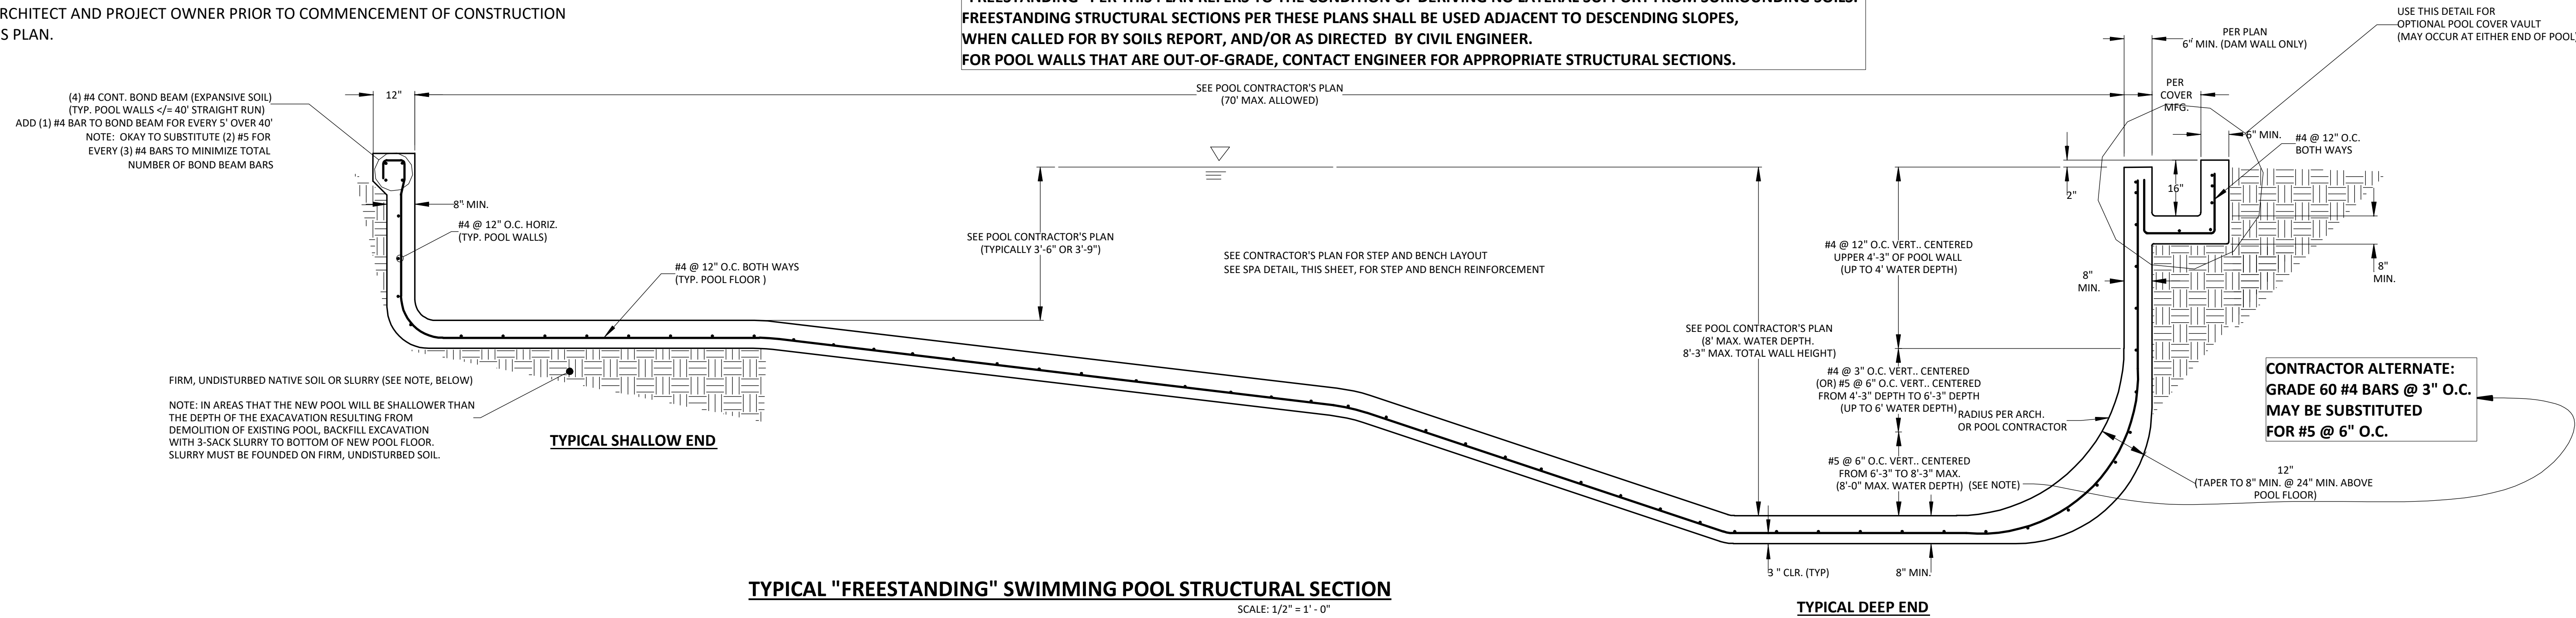 RCHITECT AND PROJECT OWNER PRIOR TO COMMENCEMENT OF CONSTRUCTION
S PLAN.
"FREESTANDING" PER THIS PLAN REFERS TO THE CONDITION OF DERIVING NO LATERAL SUPPORT FROM SURROUNDING SOILS.
FREESTANDING STRUCTURAL SECTIONS PER THESE PLANS SHALL BE USED ADJACENT TO DESCENDING SLOPES,
WHEN CALLED FOR BY SOILS REPORT, AND/OR AS DIRECTED BY CIVIL ENGINEER.
FOR POOL WALLS THAT ARE OUT-OF-GRADE, CONTACT ENGINEER FOR APPROPRIATE STRUCTURAL SECTIONS.
USE THIS DETAIL FOR
OPTIONAL POOL COVER VAULT
(MAY OCCUR AT EITHER END OF POOL)
PER PLAN
6" MIN. (DAM WALL ONLY)
PER
COVER
MFG.
(4) #4 CONT. BOND BEAM (EXPANSIVE SOIL)
(TYP. POOL WALLS </= 40' STRAIGHT RUN)
ADD (1) #4 BAR TO BOND BEAM FOR EVERY 5' OVER 40'
NOTE: OKAY TO SUBSTITUTE (2) #5 FOR
EVERY (3) #4 BARS TO MINIMIZE TOTAL
NUMBER OF BOND BEAM BARS
12"
SEE POOL CONTRACTOR'S PLAN
(70' MAX. ALLOWED)
6" MIN.
#4 @ 12" O.C.
BOTH WAYS
16"
2"
8" MIN.
#4 @ 12" O.C. HORIZ.
(TYP. POOL WALLS)
#4 @ 12" O.C. BOTH WAYS
(TYP. POOL FLOOR )
SEE POOL CONTRACTOR'S PLAN
(TYPICALLY 3'-6" OR 3'-9")
SEE CONTRACTOR'S PLAN FOR STEP AND BENCH LAYOUT
SEE SPA DETAIL, THIS SHEET, FOR STEP AND BENCH REINFORCEMENT
#4 @ 12" O.C. VERT.. CENTERED
UPPER 4'-3" OF POOL WALL
(UP TO 4' WATER DEPTH)
8"
MIN.
8"
MIN.
SEE POOL CONTRACTOR'S PLAN
(8' MAX. WATER DEPTH.
8'-3" MAX. TOTAL WALL HEIGHT)
#4 @ 3" O.C. VERT.. CENTERED
(OR) #5 @ 6" O.C. VERT.. CENTERED
FROM 4'-3" DEPTH TO 6'-3" DEPTH
(UP TO 6' WATER DEPTH)
RADIUS PER ARCH.
OR POOL CONTRACTOR
CONTRACTOR ALTERNATE:
GRADE 60 #4 BARS @ 3" O.C.
MAY BE SUBSTITUTED
FOR #5 @ 6" O.C.
FIRM, UNDISTURBED NATIVE SOIL OR SLURRY (SEE NOTE, BELOW)
NOTE: IN AREAS THAT THE NEW POOL WILL BE SHALLOWER THAN
THE DEPTH OF THE EXACAVATION RESULTING FROM
DEMOLITION OF EXISTING POOL, BACKFILL EXCAVATION
WITH 3-SACK SLURRY TO BOTTOM OF NEW POOL FLOOR.
SLURRY MUST BE FOUNDED ON FIRM, UNDISTURBED SOIL.
TYPICAL SHALLOW END
#5 @ 6" O.C. VERT.. CENTERED
FROM 6'-3" TO 8'-3" MAX.
(8'-0" MAX. WATER DEPTH) (SEE NOTE)
12"
(TAPER TO 8" MIN. @ 24" MIN. ABOVE
POOL FLOOR)
3 " CLR. (TYP)
8" MIN.
TYPICAL "FREESTANDING" SWIMMING POOL STRUCTURAL SECTION
SCALE: 1/2" = 1' - 0"
TYPICAL DEEP END